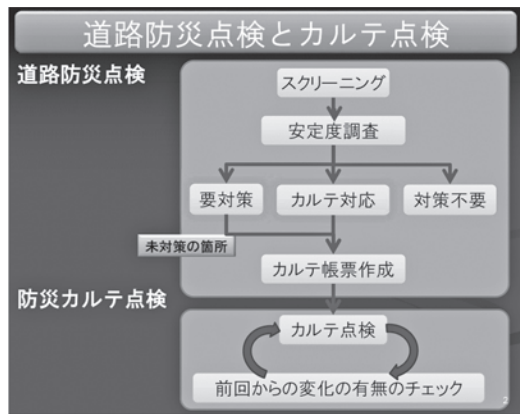 道路防災点検とカルテ点検
道路防災点検
スクリーニング
安定度調査
要対策 カルテ対応 対策不要
未対策の箇所
カルテ帳票作成
防災カルテ点検
カルテ点検
前回からの変化の有無のチェック
2